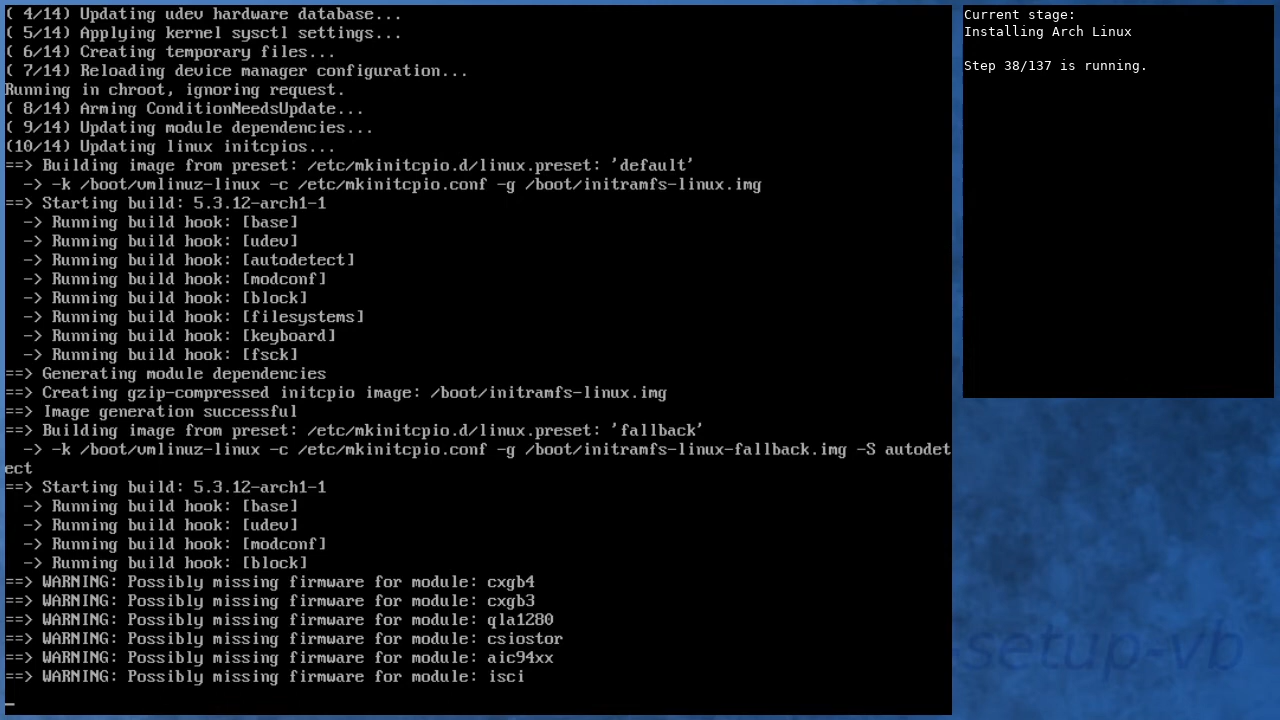 ( 4/14) Updating udev hardware database...
( 5/14) Applying kernel sysctl settings...
( 6/14) Creating temporary files...
( 7/14) Reloading device manager configuration...
Running in chroot, ignoring request.
( 8/14) Arming ConditionNeedsUpdate...
( 9/14) Updating module dependencies...
(10/14) Updating linux initcpios...
==> Building image from preset: /etc/mkinitcpio.d/linux.preset: 'default'
  -> -k /boot/vmlinuz-linux -c /etc/mkinitcpio.conf -g /boot/initramfs-linux.img
==> Starting build: 5.3.12-arch1-1
  -> Running build hook: [base]
  -> Running build hook: [udev]
  -> Running build hook: [autodetect]
  -> Running build hook: [modconf]
  -> Running build hook: [block]
  -> Running build hook: [filesystems]
  -> Running build hook: [keyboard]
  -> Running build hook: [fsck]
==> Generating module dependencies
==> Creating gzip-compressed initcpio image: /boot/initramfs-linux.img
==> Image generation successful
==> Building image from preset: /etc/mkinitcpio.d/linux.preset: 'fallback'
  -> -k /boot/vmlinuz-linux -c /etc/mkinitcpio.conf -g /boot/initramfs-linux-fallback.img -S autodet
ect
==> Starting build: 5.3.12-arch1-1
  -> Running build hook: [base]
  -> Running build hook: [udev]
  -> Running build hook: [modconf]
  -> Running build hook: [block]
==> WARNING: Possibly missing firmware for module: cxgb4
==> WARNING: Possibly missing firmware for module: cxgb3
==> WARNING: Possibly missing firmware for module: qla1280
==> WARNING: Possibly missing firmware for module: csiostor
==> WARNING: Possibly missing firmware for module: aic94xx
==> WARNING: Possibly missing firmware for module: isci
_
Current stage:
Installing Arch Linux
Step 38/137 is running.
-setup-vb